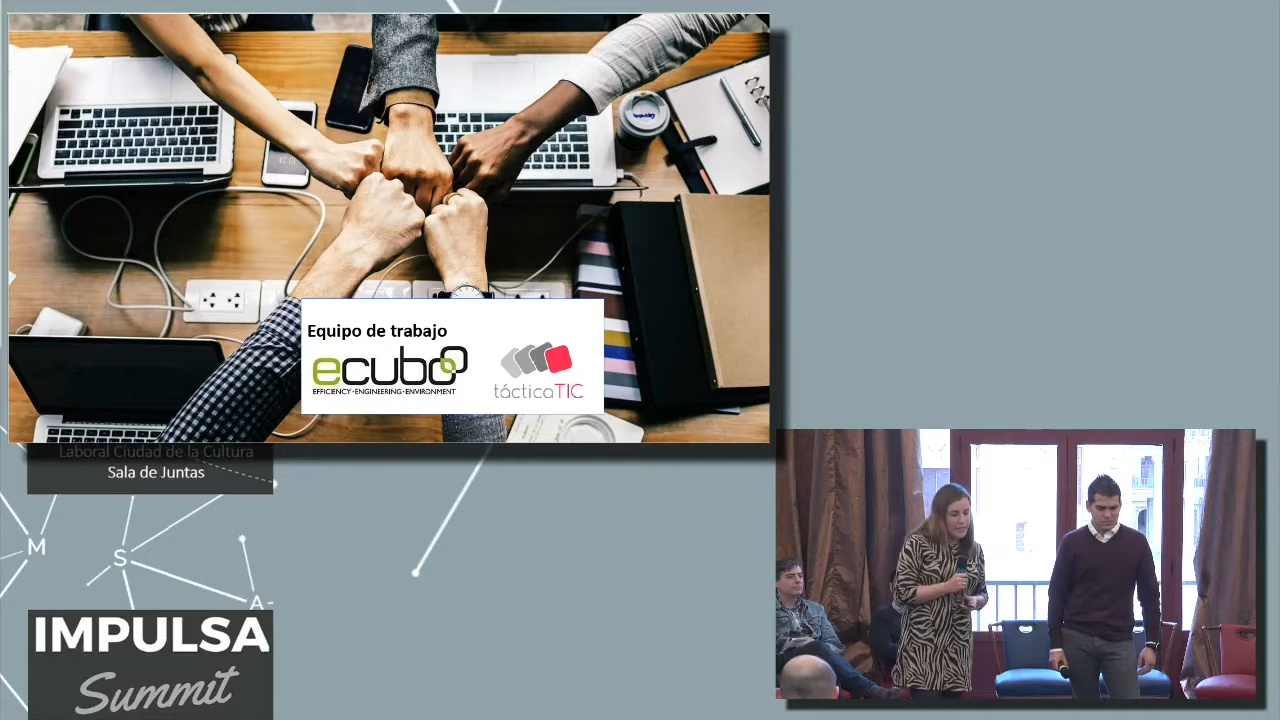 Equipo de trabajo
ecubo
EFFICIENCY·ENGINEERING·ENVIRONMENT
tácticaTIC
Laboral Ciudad de la Cultura
Sala de Juntas
M
S
A
IMPULSA
Summit